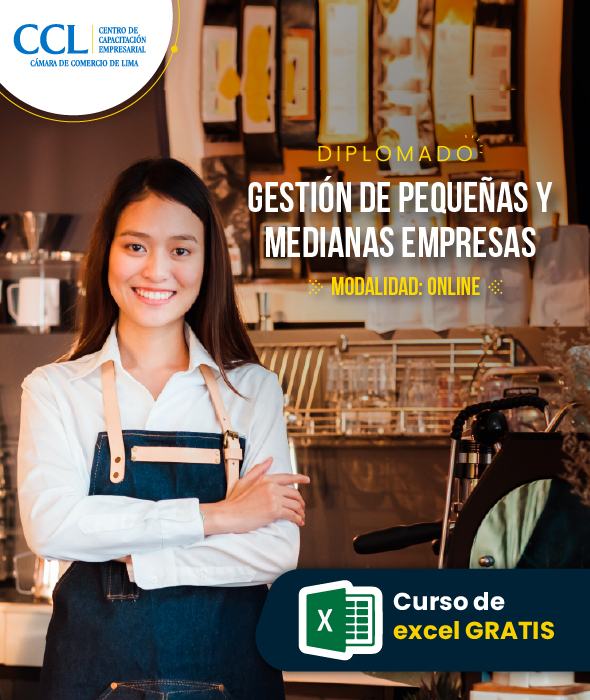 CCL
CENTRO DE
CAPACITACIÓN
EMPRESARIAL
CÁMARA DE COMERCIO DE LIMA
DIPLOMADO
GESTIÓN DE PEQUEÑAS Y
MEDIANAS EMPRESAS
MODALIDAD: ONLINE
X
Curso de
excel GRATIS